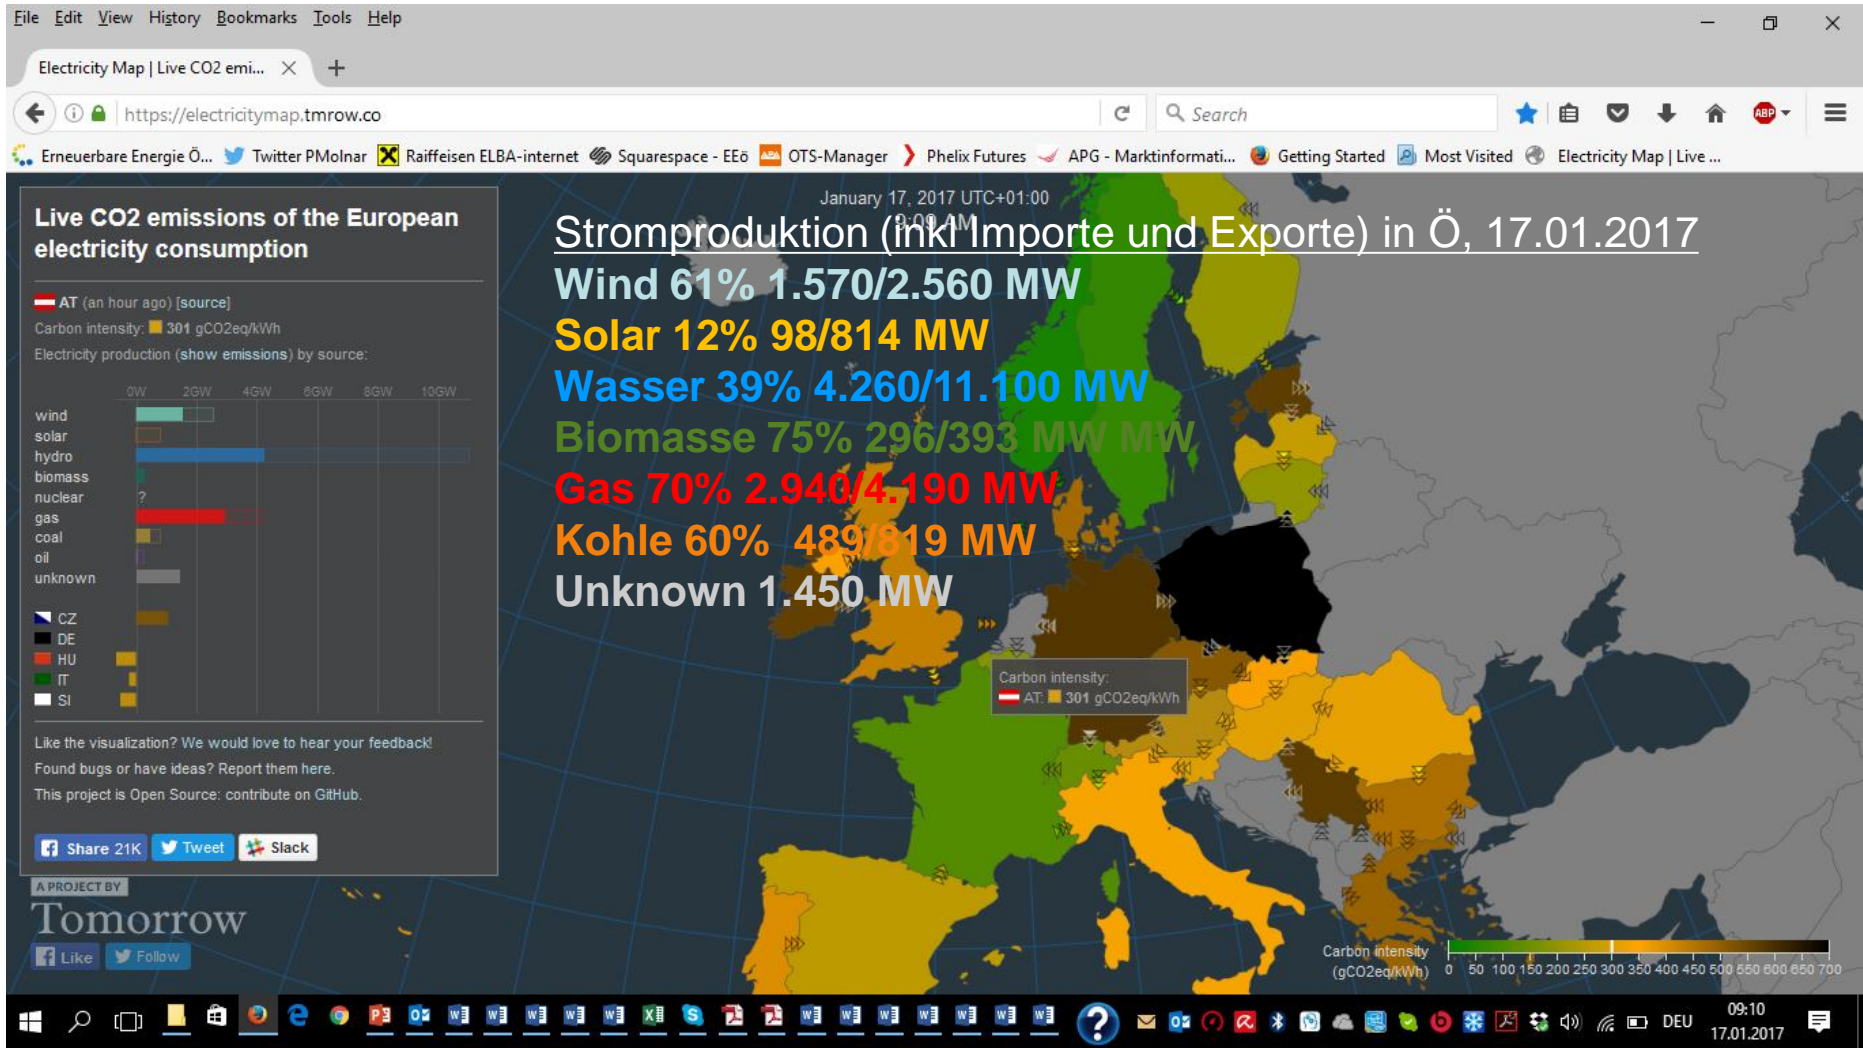 File Edit View History Bookmarks Tools Help
Electricity Map | Live CO2 emi...
https://electricitymap.tmrow.co
Search
ABP
Erneuerbare Energie Ö... Twitter PMolnar Raiffeisen ELBA-internet Squarespace - EEö OTS-Manager Phelix Futures APG - Marktinformati... Getting Started Most Visited Electricity Map | Live ...
January 17, 2017 UTC+01:00
9:09 AM
Live CO2 emissions of the European
electricity consumption
AT (an hour ago) [source]
Carbon intensity: 301 gCO2eq/kWh
Electricity production (show emissions) by source:
0W 2GW 4GW 6GW 8GW 10GW
wind
solar
hydro
biomass
nuclear ?
gas
coal
oil
unknown
CZ
DE
HU
IT
SI
Like the visualization? We would love to hear your feedback!
Found bugs or have ideas? Report them here.
This project is Open Source: contribute on GitHub.
Share 21K Tweet Slack
A PROJECT BY
Tomorrow
Like Follow
Stromproduktion (inkl Importe und Exporte) in Ö, 17.01.2017
Wind 61% 1.570/2.560 MW
Solar 12% 98/814 MW
Wasser 39% 4.260/11.100 MW
Biomasse 75% 296/393 MW MW
Gas 70% 2.940/4.190 MW
Kohle 60% 489/819 MW
Unknown 1.450 MW
Carbon intensity:
AT: 301 gCO2eq/kWh
Carbon intensity
(gCO2eq/kWh)
0 50 100 150 200 250 300 350 400 450 500 550 600 650 700
DEU
09:10
17.01.2017